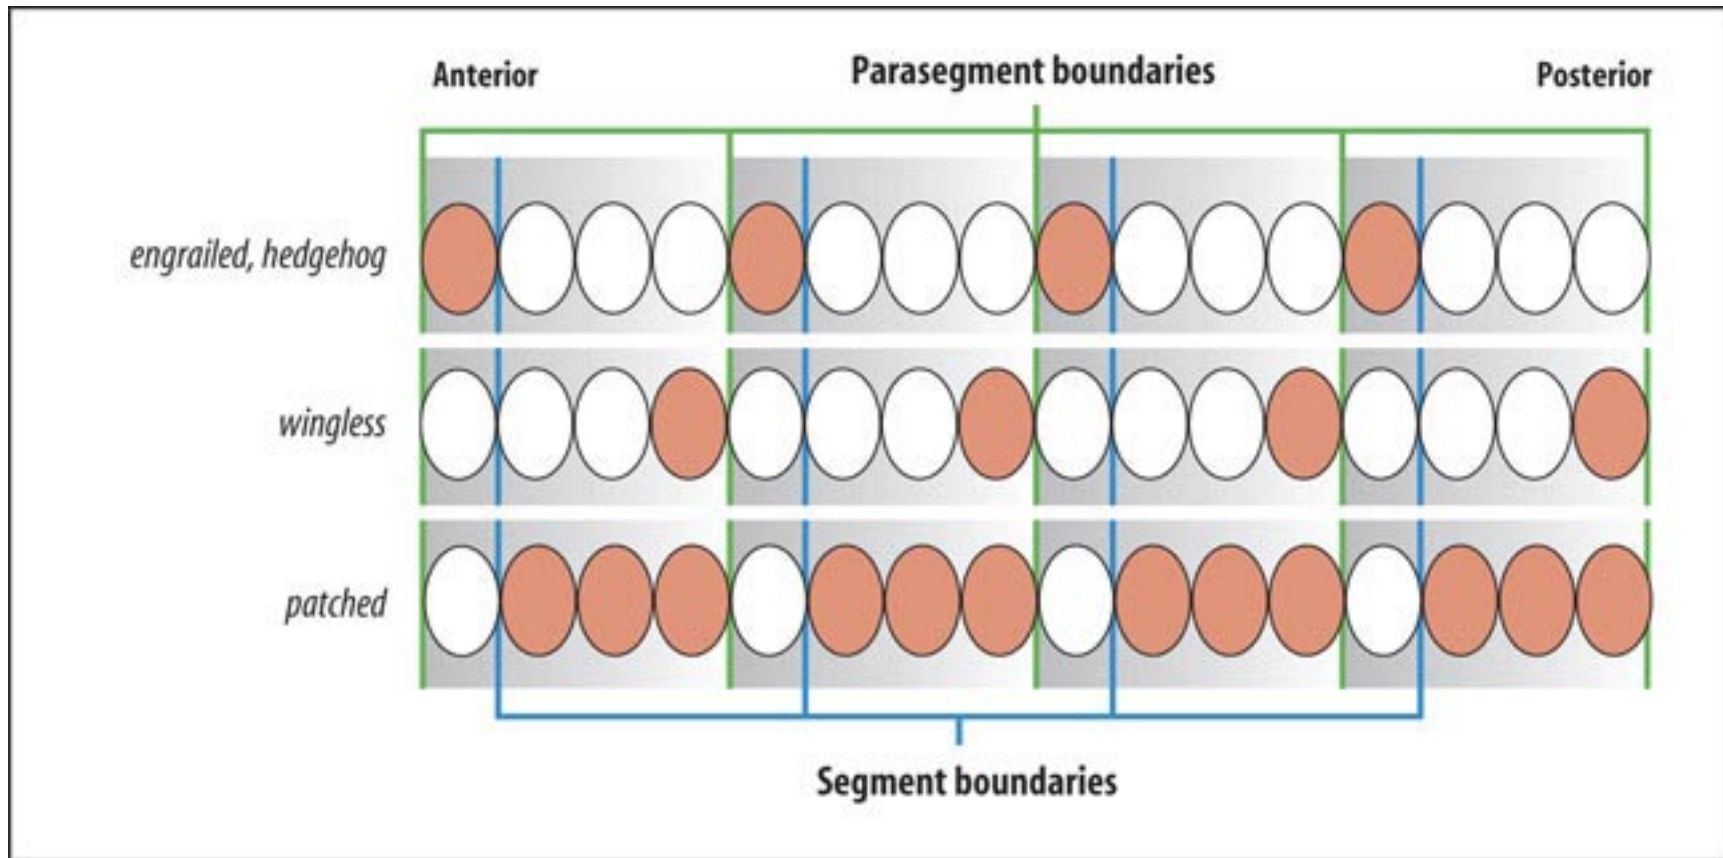 Anterior
Parasegment boundaries
Posterior
engrailed, hedgehog
wingless
patched
Segment boundaries